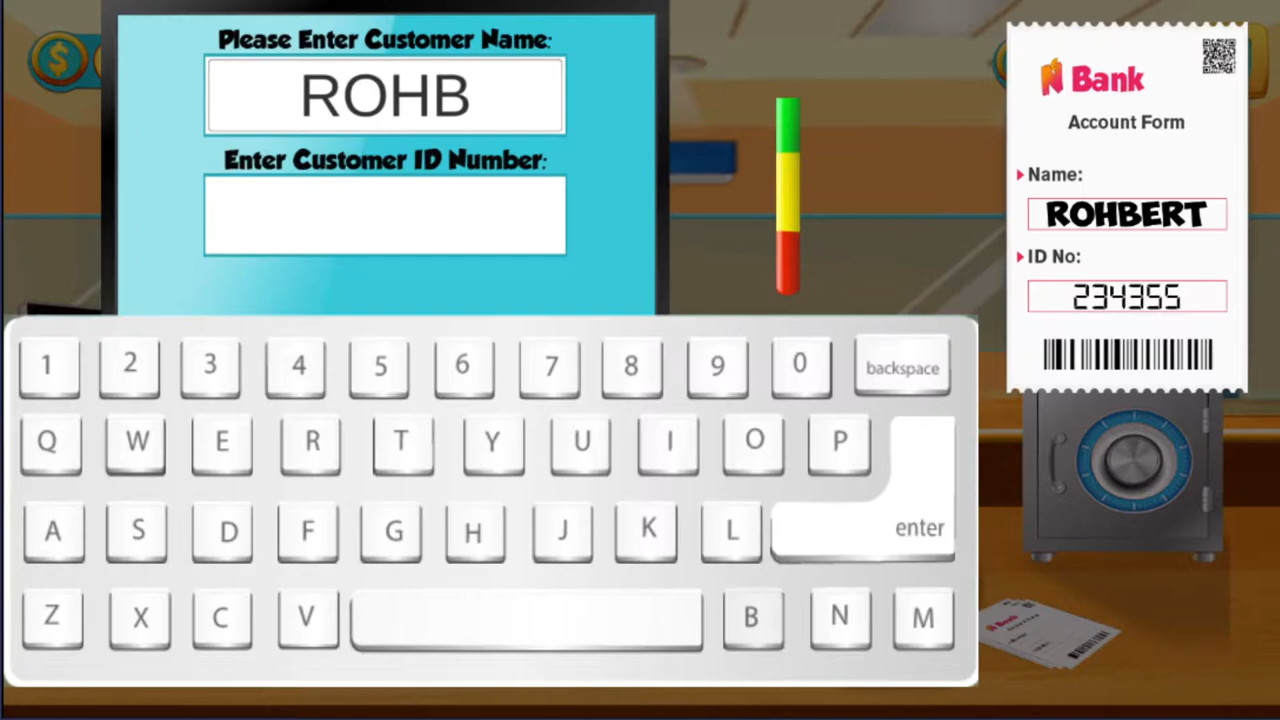 Please Enter Customer Name:
ROHB
Enter Customer ID Number:
$
N Bank
Account Form
Name:
ROHBERT
ID No:
234355
1 2 3 4 5 6 7 8 9 0 backspace
Q W E R T Y U I O P
A S D F G H J K L enter
Z X C V B N M